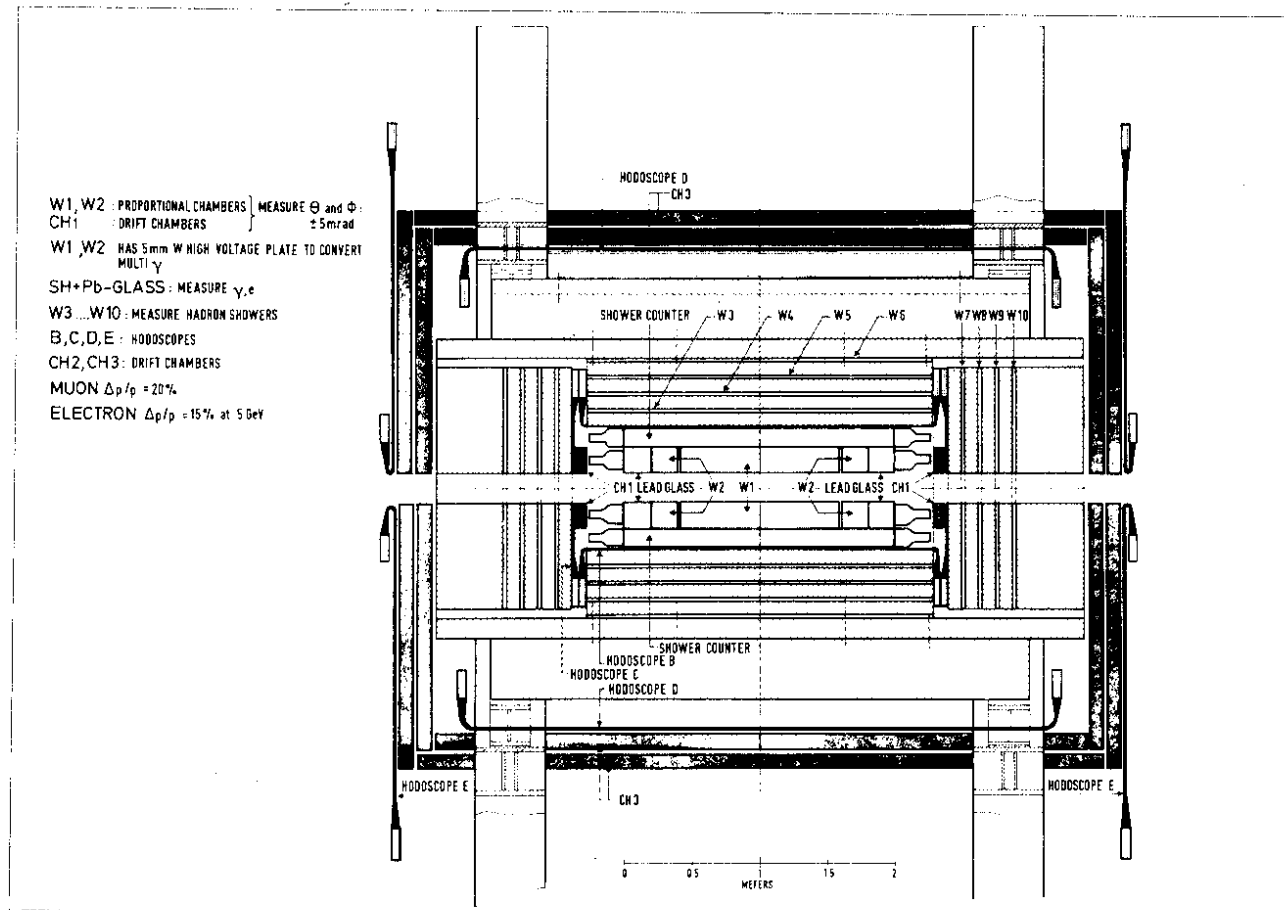 HODOSCOPE D
CH3
W1, W2 : PROPORTIONAL CHAMBERS } MEASURE Θ and Φ:
CH1 : DRIFT CHAMBERS ±5mrad
W1, W2 HAS 5mm W HIGH VOLTAGE PLATE TO CONVERT
MULTI γ
SH+Pb-GLASS: MEASURE γ,e
W3...W10: MEASURE HADRON SHOWERS
B,C,D,E: HODOSCOPES
CH2,CH3: DRIFT CHAMBERS
MUON Δp/p = 20%
ELECTRON Δp/p = 15% at 5 GeV
SHOWER COUNTER W3 W4 W5 W6 W7 W8 W9 W10
CH1 LEAD GLASS W2 W1 W2 LEAD GLASS CH1
SHOWER COUNTER
HODOSCOPE B
HODOSCOPE C
HODOSCOPE D
HODOSCOPE E HODOSCOPE E
CH3
0 0.5 1 1.5 2
METERS